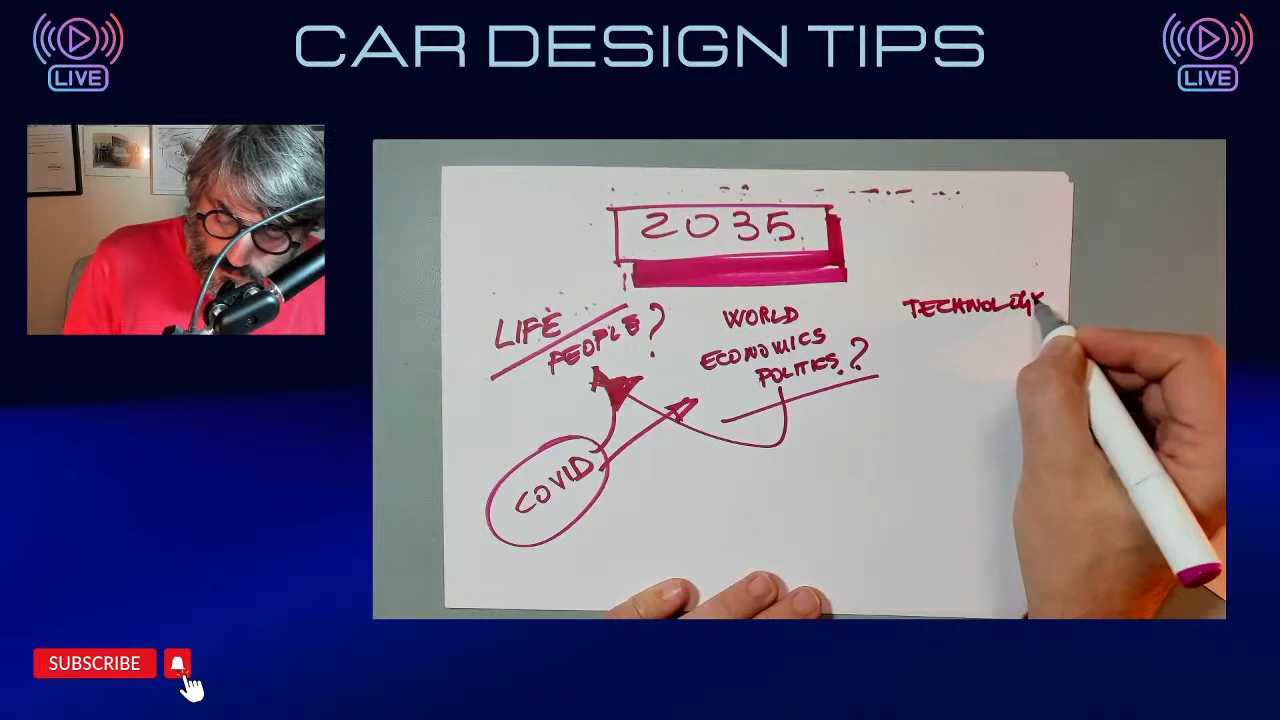 CAR DESIGN TIPS
LIVE
LIVE
2035
LIFE
PEOPLE?
WORLD
ECONOMICS
POLITICS.?
TECHNOLOGY
COVID
SUBSCRIBE